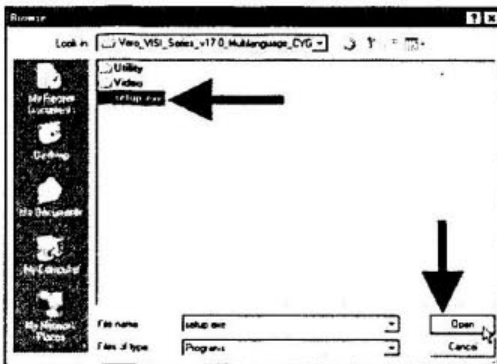 Browse
Look in
Vero_VISI_Series_v17.0_Multilanguage_CYG
Utility
Video
setup.exe
My Recent
Documents
Desktop
My Documents
My Computer
My Network
Places
File name
setup.exe
Open
Files of type
Programs
Cancel